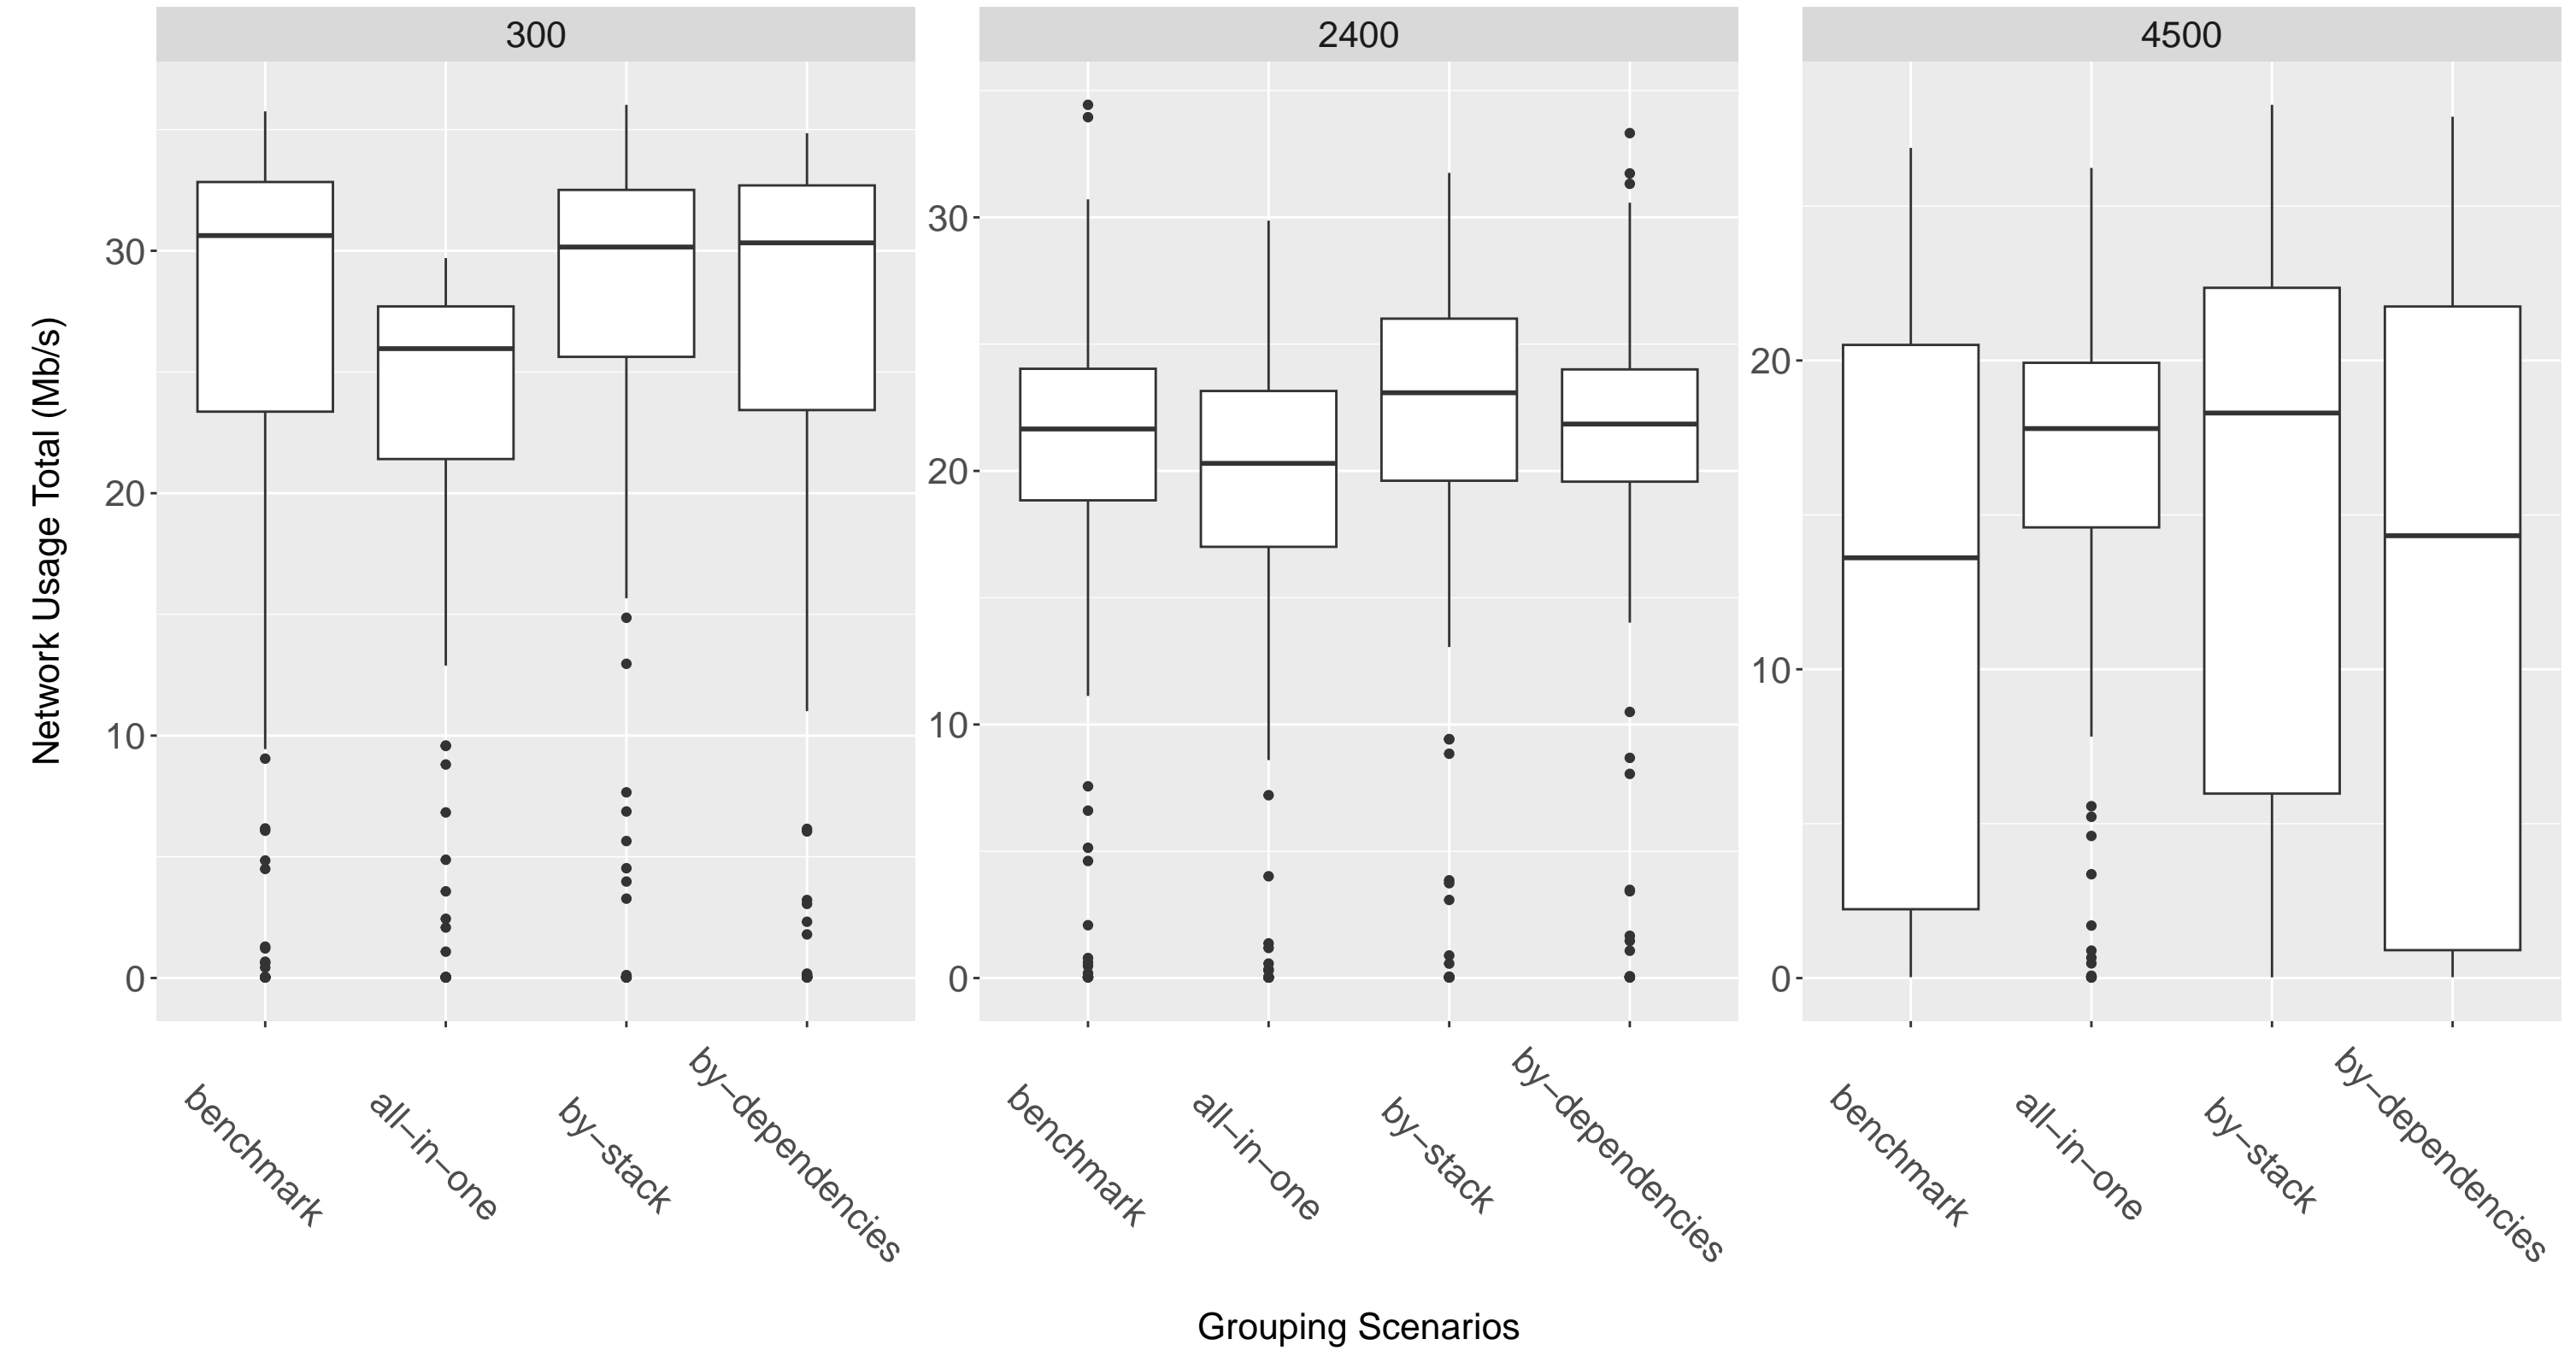 300
2400
4500
Network Usage Total (Mb/s)
30
20
10
0
30
20
10
0
20
10
0
benchmark
all−in−one
by−stack
by−dependencies
benchmark
all−in−one
by−stack
by−dependencies
benchmark
all−in−one
by−stack
by−dependencies
Grouping Scenarios